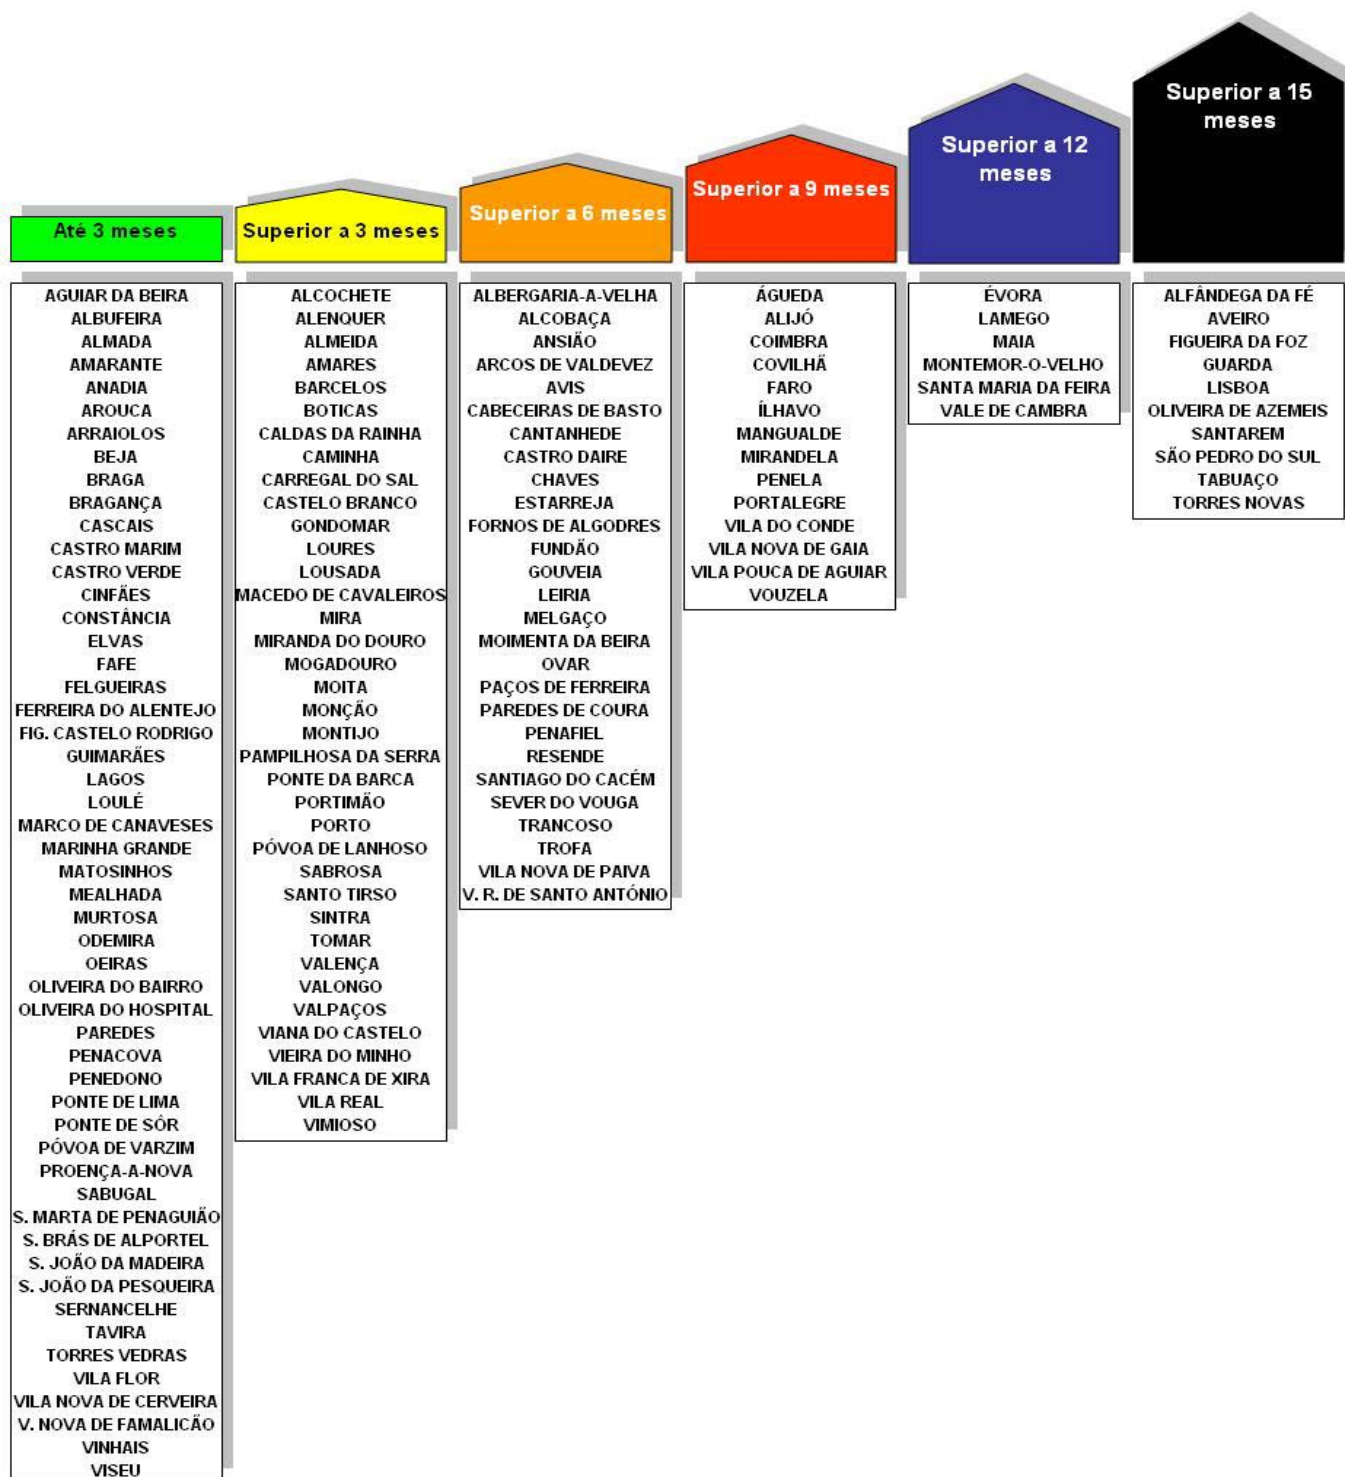 Até 3 meses
AGUIAR DA BEIRA
ALBUFEIRA
ALMADA
AMARANTE
ANADIA
AROUCA
ARRAIOLOS
BEJA
BRAGA
BRAGANÇA
CASCAIS
CASTRO MARIM
CASTRO VERDE
CINFÃES
CONSTÂNCIA
ELVAS
FAFE
FELGUEIRAS
FERREIRA DO ALENTEJO
FIG. CASTELO RODRIGO
GUIMARÃES
LAGOS
LOULÉ
MARCO DE CANAVESES
MARINHA GRANDE
MATOSINHOS
MEALHADA
MURTOSA
ODEMIRA
OEIRAS
OLIVEIRA DO BAIRRO
OLIVEIRA DO HOSPITAL
PAREDES
PENACOVA
PENEDONO
PONTE DE LIMA
PONTE DE SÔR
PÓVOA DE VARZIM
PROENÇA-A-NOVA
SABUGAL
S. MARTA DE PENAGUIÃO
S. BRÁS DE ALPORTEL
S. JOÃO DA MADEIRA
S. JOÃO DA PESQUEIRA
SERNANCELHE
TAVIRA
TORRES VEDRAS
VILA FLOR
VILA NOVA DE CERVEIRA
V. NOVA DE FAMALICÃO
VINHAIS
VISEU
Superior a 3 meses
ALCOCHETE
ALENQUER
ALMEIDA
AMARES
BARCELOS
BOTICAS
CALDAS DA RAINHA
CAMINHA
CARREGAL DO SAL
CASTELO BRANCO
GONDOMAR
LOURES
LOUSADA
MACEDO DE CAVALEIROS
MIRA
MIRANDA DO DOURO
MOGADOURO
MOITA
MONÇÃO
MONTIJO
PAMPILHOSA DA SERRA
PONTE DA BARCA
PORTIMÃO
PORTO
PÓVOA DE LANHOSO
SABROSA
SANTO TIRSO
SINTRA
TOMAR
VALENÇA
VALONGO
VALPAÇOS
VIANA DO CASTELO
VIEIRA DO MINHO
VILA FRANCA DE XIRA
VILA REAL
VIMIOSO
Superior a 6 meses
ALBERGARIA-A-VELHA
ALCOBAÇA
ANSIÃO
ARCOS DE VALDEVEZ
AVIS
CABECEIRAS DE BASTO
CANTANHEDE
CASTRO DAIRE
CHAVES
ESTARREJA
FORNOS DE ALGODRES
FUNDÃO
GOUVEIA
LEIRIA
MELGAÇO
MOIMENTA DA BEIRA
OVAR
PAÇOS DE FERREIRA
PAREDES DE COURA
PENAFIEL
RESENDE
SANTIAGO DO CACÉM
SEVER DO VOUGA
TRANCOSO
TROFA
VILA NOVA DE PAIVA
V. R. DE SANTO ANTÓNIO
Superior a 9 meses
ÁGUEDA
ALIJÓ
COIMBRA
COVILHÃ
FARO
ÍLHAVO
MANGUALDE
MIRANDELA
PENELA
PORTALEGRE
VILA DO CONDE
VILA NOVA DE GAIA
VILA POUCA DE AGUIAR
VOUZELA
Superior a 12
meses
ÉVORA
LAMEGO
MAIA
MONTEMOR-O-VELHO
SANTA MARIA DA FEIRA
VALE DE CAMBRA
Superior a 15
meses
ALFÂNDEGA DA FÉ
AVEIRO
FIGUEIRA DA FOZ
GUARDA
LISBOA
OLIVEIRA DE AZEMEIS
SANTAREM
SÃO PEDRO DO SUL
TABUAÇO
TORRES NOVAS